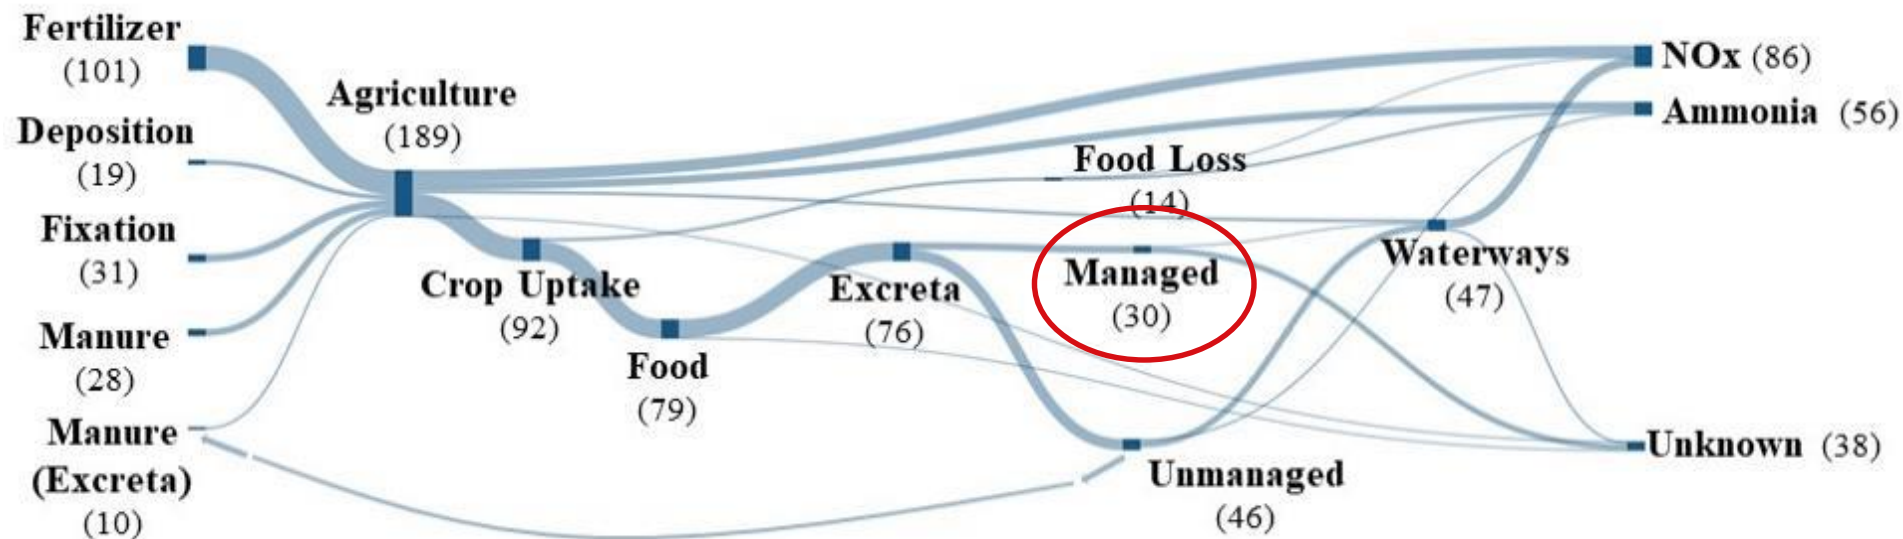 Fertilizer
(101)
Deposition
(19)
Fixation
(31)
Manure
(28)
Manure
(Excreta)
(10)
Agriculture
(189)
Crop Uptake
(92)
Food
(79)
Excreta
(76)
Food Loss
(14)
Managed
(30)
Unmanaged
(46)
Waterways
(47)
NOx (86)
Ammonia (56)
Unknown (38)